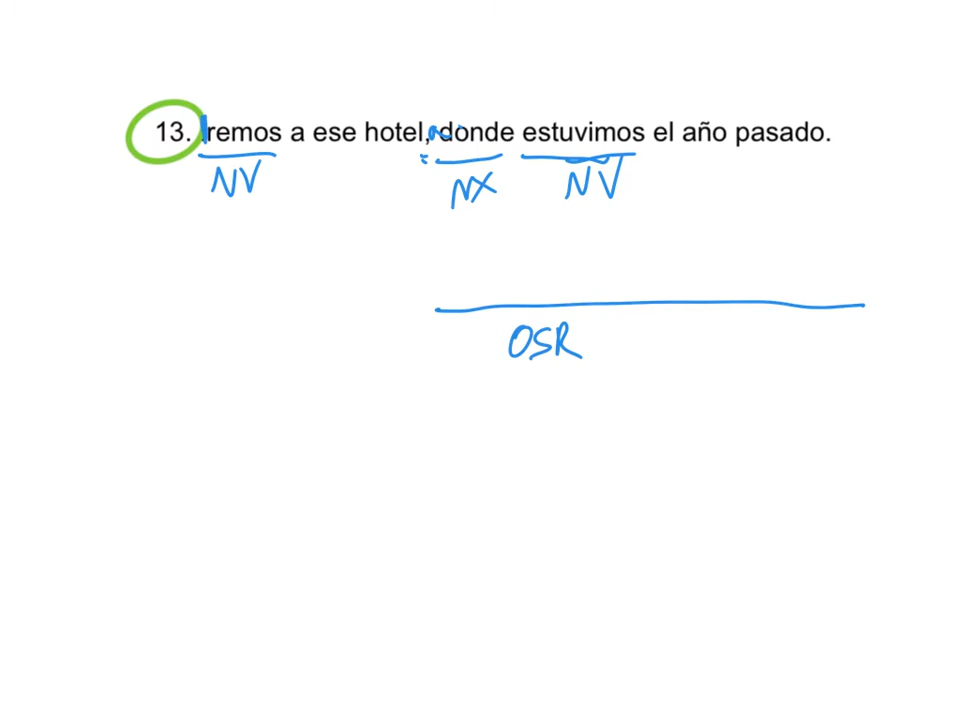 13. Iremos a ese hotel, donde estuvimos el año pasado.
NV NX NV
OSR